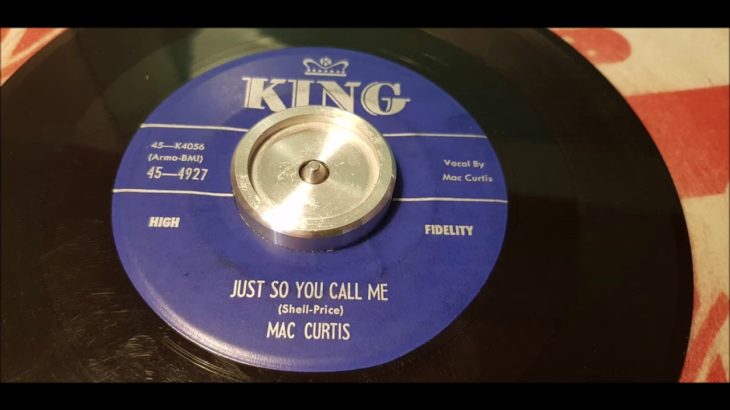 KING
45—K4056
(Armo-BMI)
45—4927
Vocal By
Mac Curtis
HIGH
FIDELITY
JUST SO YOU CALL ME
(Shell-Price)
MAC CURTIS